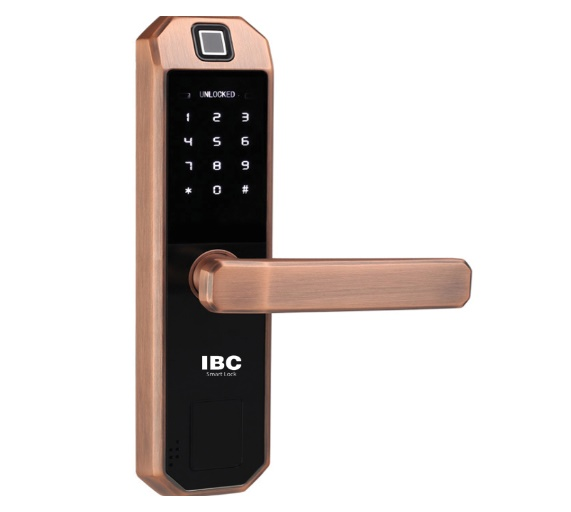 UNLOCKED
1 2 3
4 5 6
7 8 9
* 0 #
IBC
Smart Lock